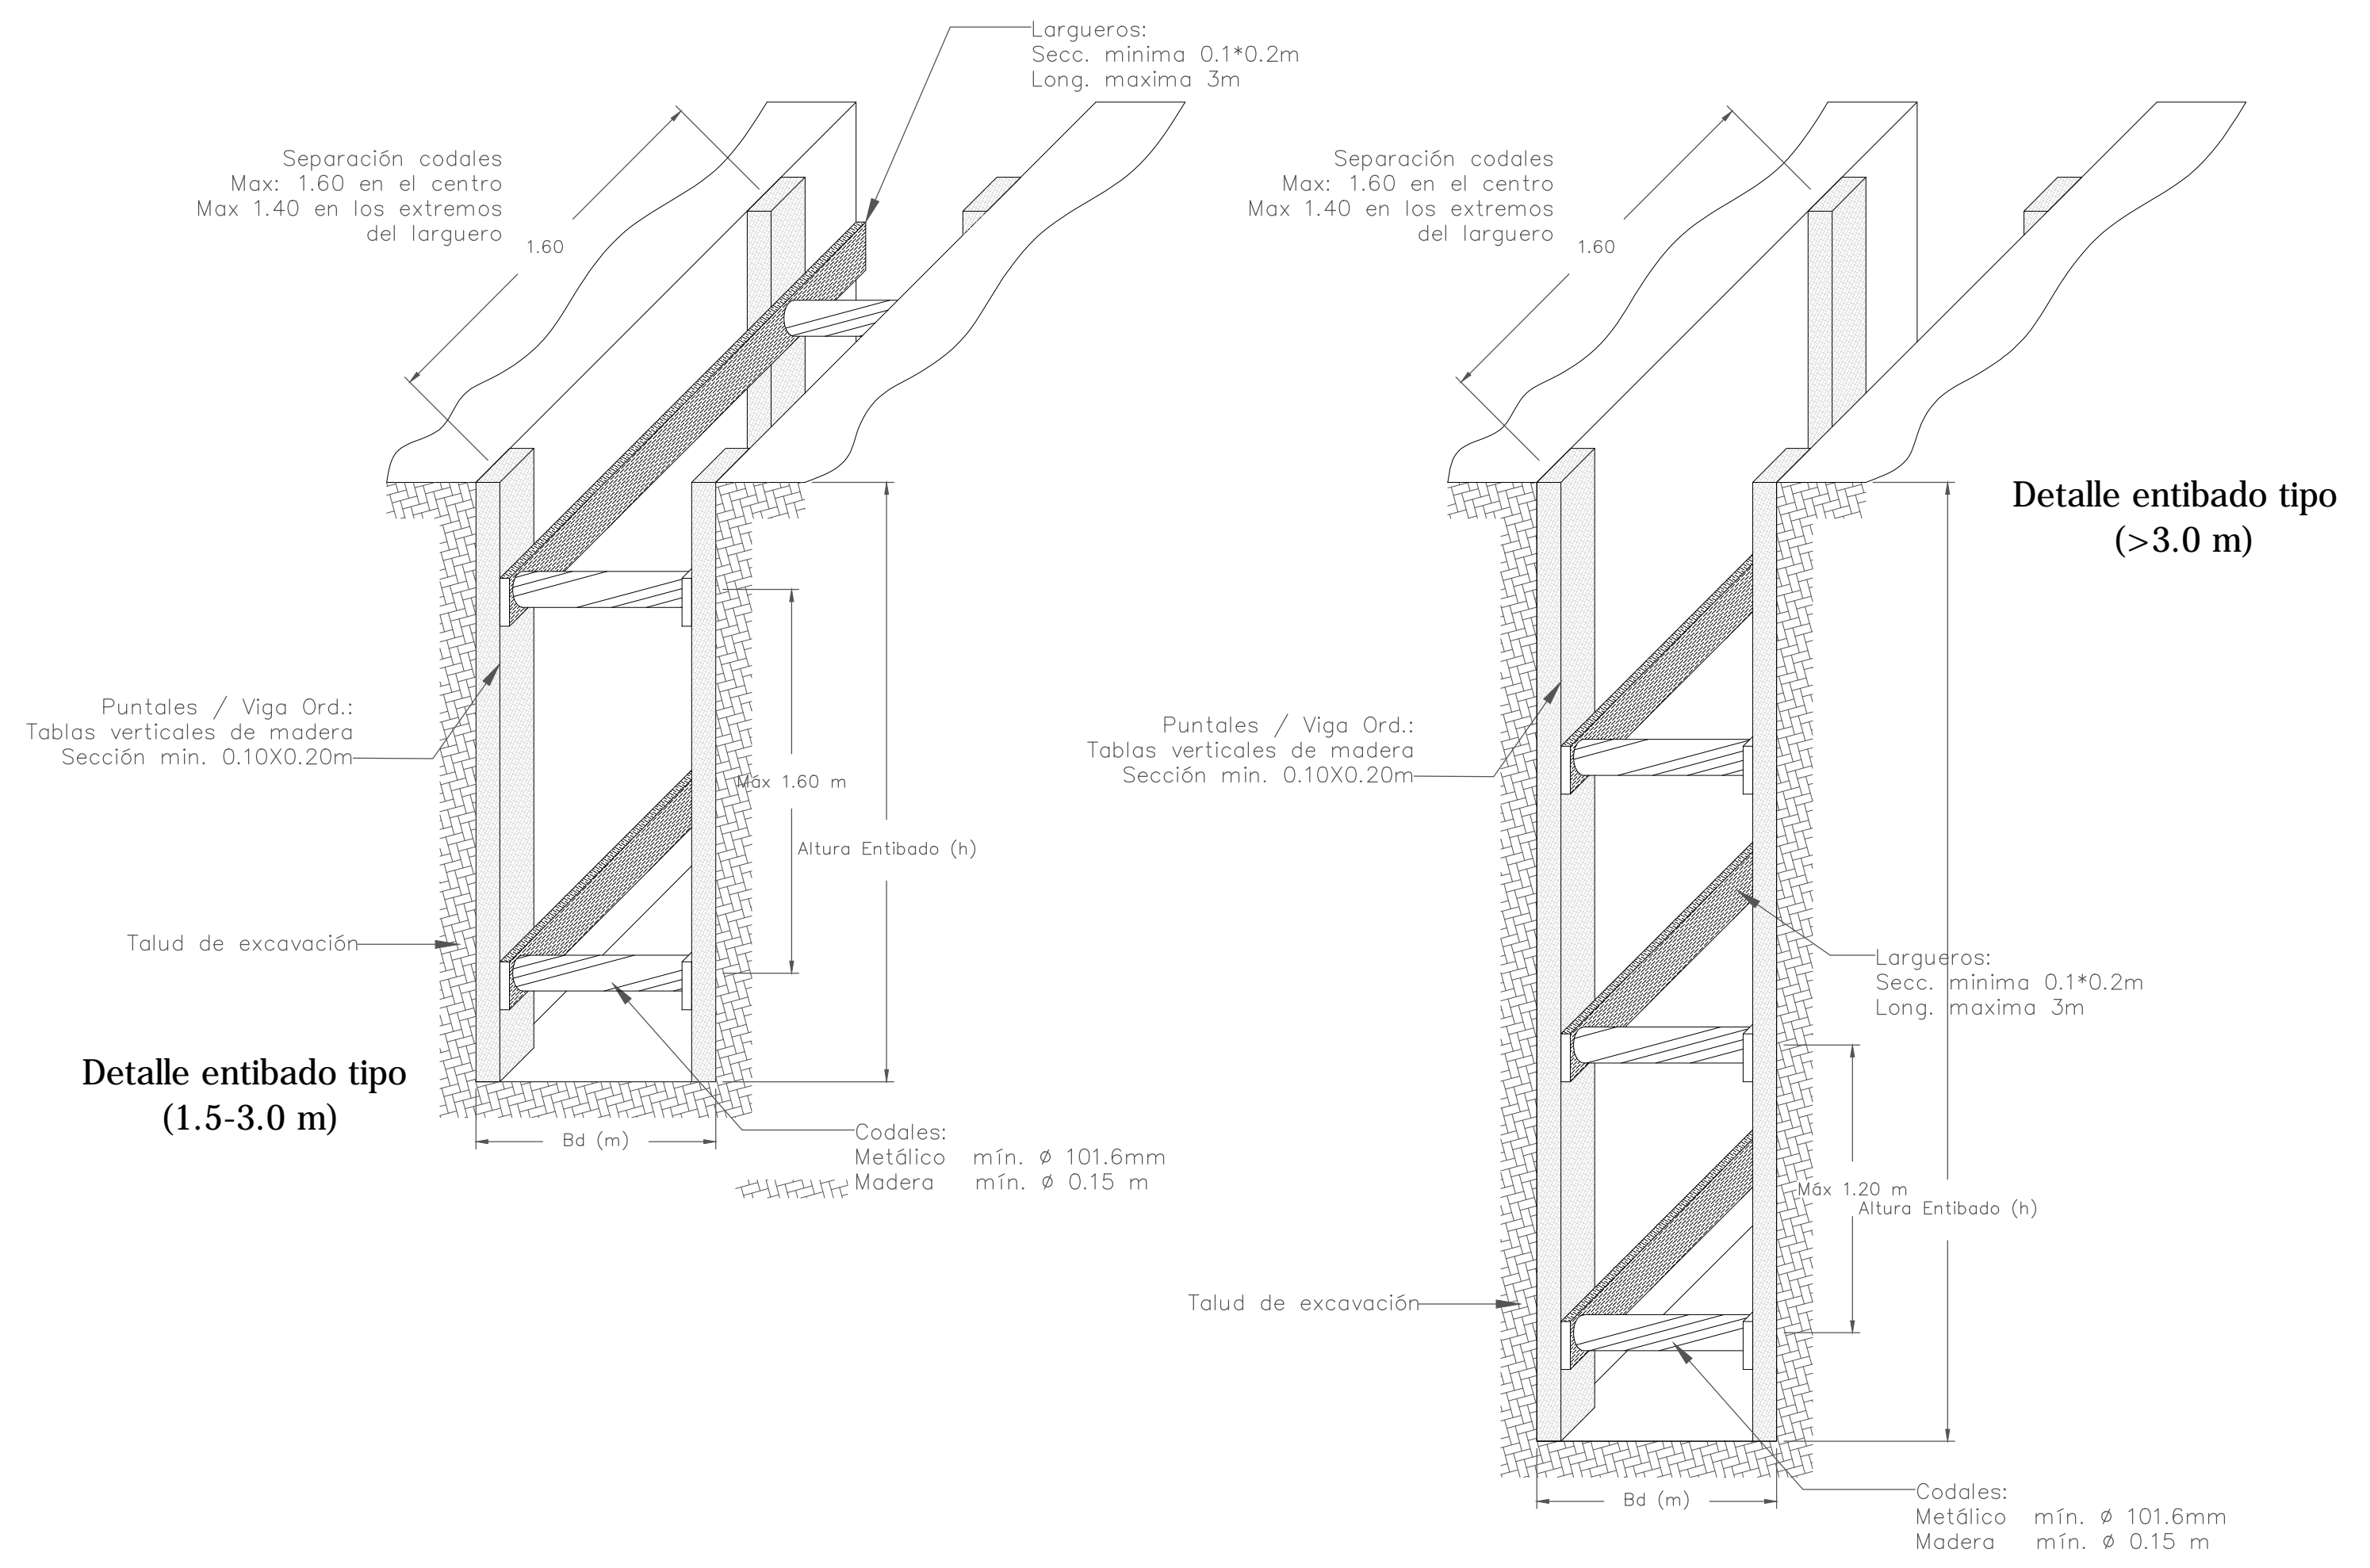 Largueros:
Secc. minima 0.1*0.2m
Long. maxima 3m
Separación codales
Max: 1.60 en el centro
Max 1.40 en los extremos
del larguero
1.60
Puntales / Viga Ord.:
Tablas verticales de madera
Sección min. 0.10X0.20m
Máx 1.60 m
Altura Entibado (h)
Talud de excavación
Detalle entibado tipo
(1.5-3.0 m)
Bd (m)
Codales:
Metálico mín. ø 101.6mm
Madera mín. ø 0.15 m
Separación codales
Max: 1.60 en el centro
Max 1.40 en los extremos
del larguero
1.60
Detalle entibado tipo
(>3.0 m)
Puntales / Viga Ord.:
Tablas verticales de madera
Sección min. 0.10X0.20m
Largueros:
Secc. minima 0.1*0.2m
Long. maxima 3m
Máx 1.20 m
Altura Entibado (h)
Talud de excavación
Bd (m)
Codales:
Metálico mín. ø 101.6mm
Madera mín. ø 0.15 m